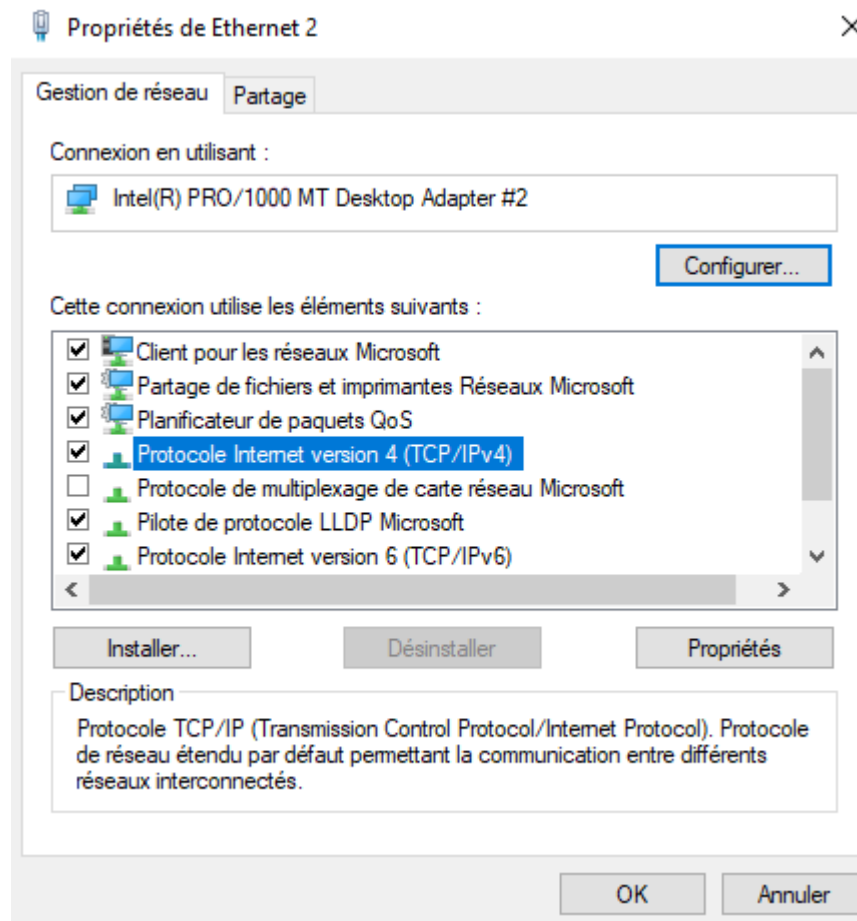 Propriétés de Ethernet 2
Gestion de réseau
Partage
Connexion en utilisant :
Intel(R) PRO/1000 MT Desktop Adapter #2
Configurer...
Cette connexion utilise les éléments suivants :
Client pour les réseaux Microsoft
Partage de fichiers et imprimantes Réseaux Microsoft
Planificateur de paquets QoS
Protocole Internet version 4 (TCP/IPv4)
Protocole de multiplexage de carte réseau Microsoft
Pilote de protocole LLDP Microsoft
Protocole Internet version 6 (TCP/IPv6)
Installer...
Désinstaller
Propriétés
Description
Protocole TCP/IP (Transmission Control Protocol/Internet Protocol). Protocole
de réseau étendu par défaut permettant la communication entre différents
réseaux interconnectés.
OK
Annuler